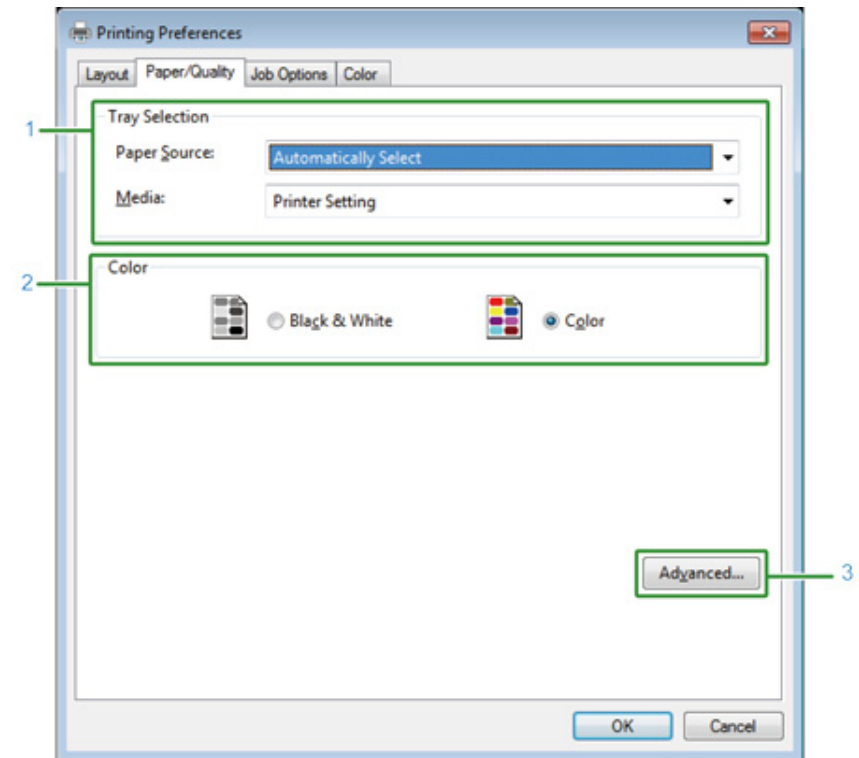 Printing Preferences
Layout Paper/Quality Job Options Color
1
Tray Selection
Paper Source: Automatically Select
Media: Printer Setting
2
Color
Black & White Color
Advanced...
3
OK Cancel